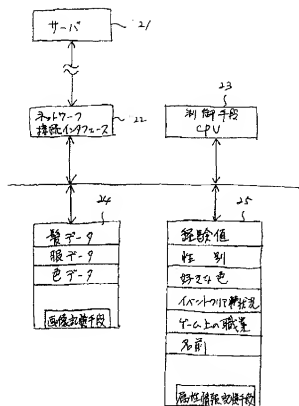 サーバ
21
ネットワーク
接続インタフェース
22
23
制御手段
CPU
24
髪データ
服データ
色データ
画像記憶手段
25
経験値
性別
好きな色
イベントクリア状況
ゲーム上の職業
名前
属性情報記憶手段